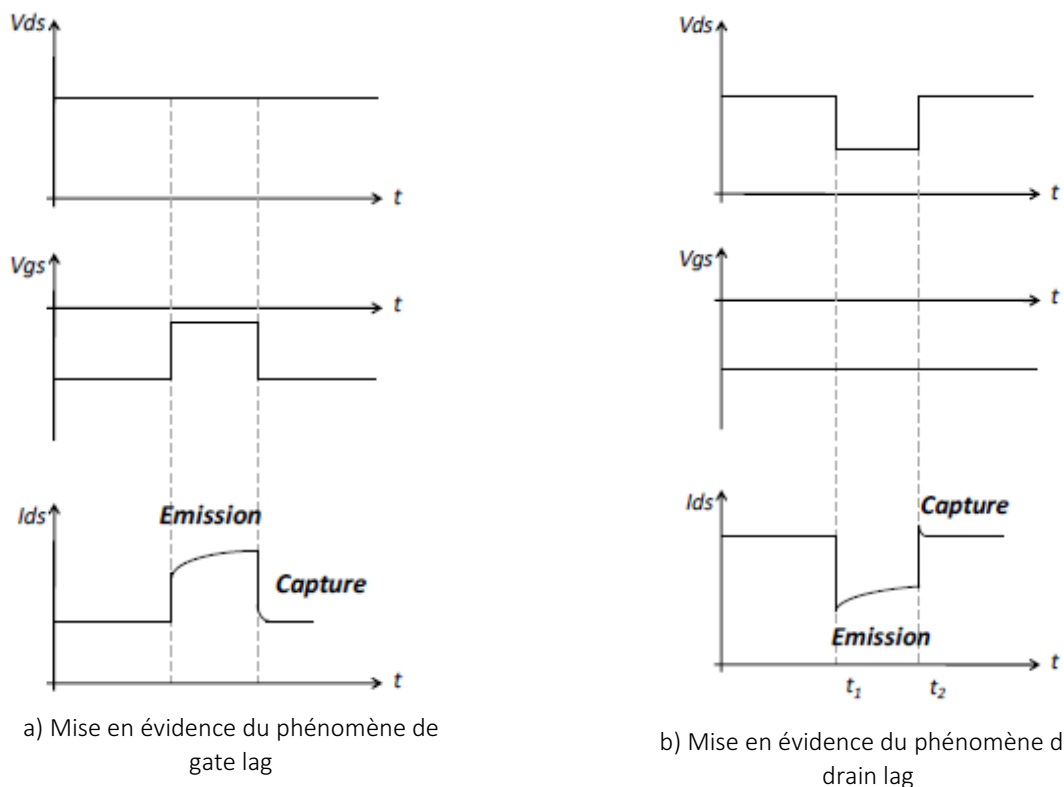 Vds
t
Vgs
t
Ids
Emission
Capture
t
a) Mise en évidence du phénomène de
gate lag
Vds
t
Vgs
t
Ids
Capture
Emission
t
t1
t2
b) Mise en évidence du phénomène d
drain lag